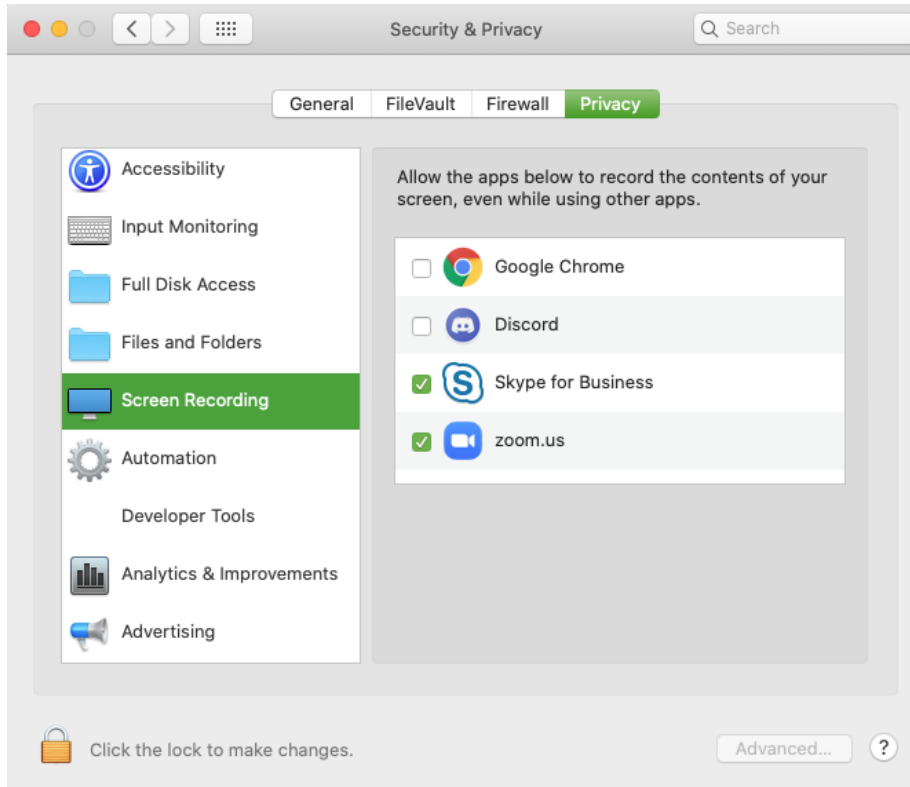 Security & Privacy
Search
General
FileVault
Firewall
Privacy
Accessibility
Input Monitoring
Full Disk Access
Files and Folders
Screen Recording
Automation
Developer Tools
Analytics & Improvements
Advertising
Allow the apps below to record the contents of your
screen, even while using other apps.
Google Chrome
Discord
Skype for Business
zoom.us
Click the lock to make changes.
Advanced...
?